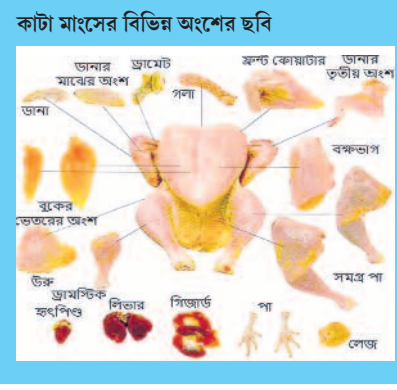 কাটা মাংসের বিভিন্ন অংশের ছবি
ডানার
মাঝের অংশ
ড্রামেট
ফ্রন্ট কোয়ার্টার
ডানার
তৃতীয় অংশ
ডানা
গলা
বক্ষভাগ
বুকের
ভেতরের অংশ
উরু
ড্রামস্টিক
সমগ্র পা
হৃৎপিণ্ড
লিভার
গিজার্ড
পা
লেজ